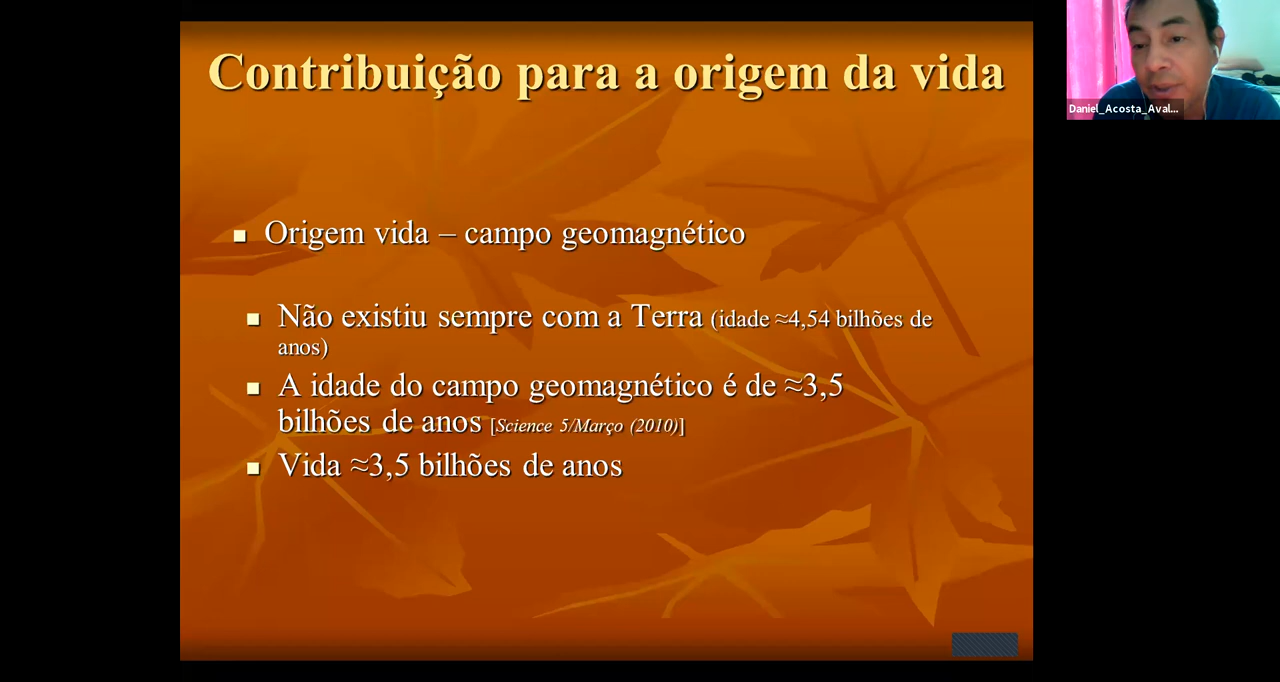 Contribuição para a origem da vida
Daniel_Acosta_Aval...
Origem vida – campo geomagnético
Não existiu sempre com a Terra (idade ≈4,54 bilhões de
anos)
A idade do campo geomagnético é de ≈3,5
bilhões de anos [Science 5/Março (2010)]
Vida ≈3,5 bilhões de anos